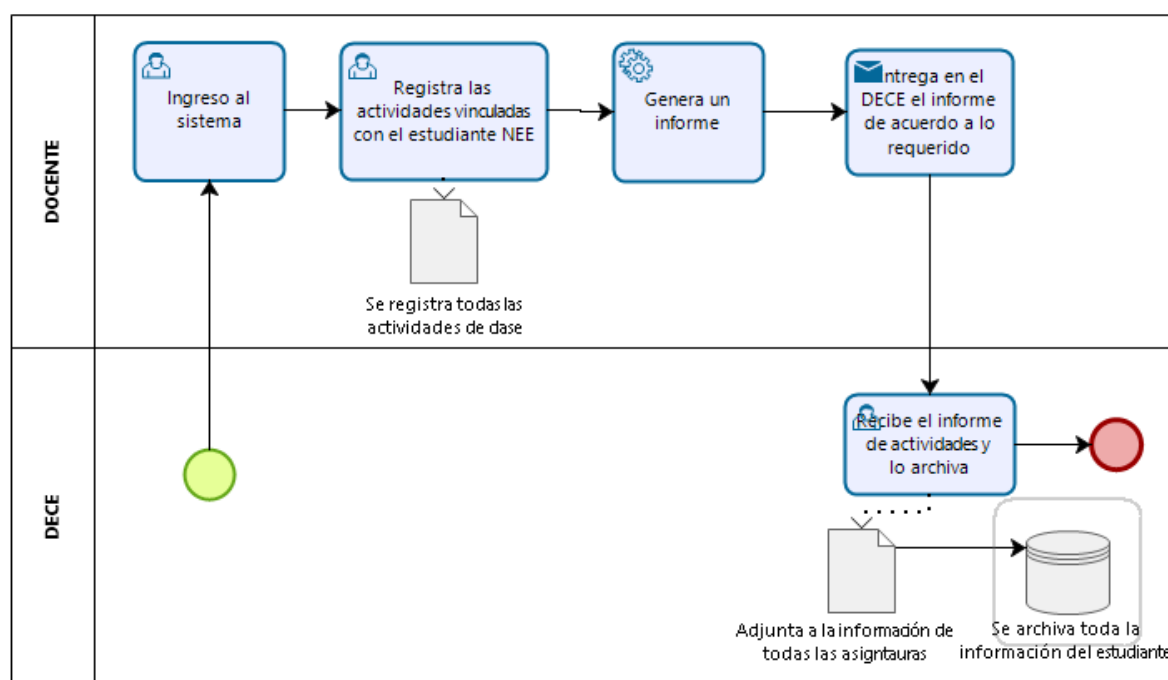 DOCENTE
Ingreso al
sistema
Registra las
actividades vinculadas
con el estudiante NEE
Genera un
informe
ntrega en el
DECE el informe
de acuerdo a lo
requerido
Se registra todas las
actividades de clase
DECE
Recibe el informe
de actividades y
lo archiva
Adjunta a la información de
todas las asigntauras
Se archiva toda la
información del estudiante